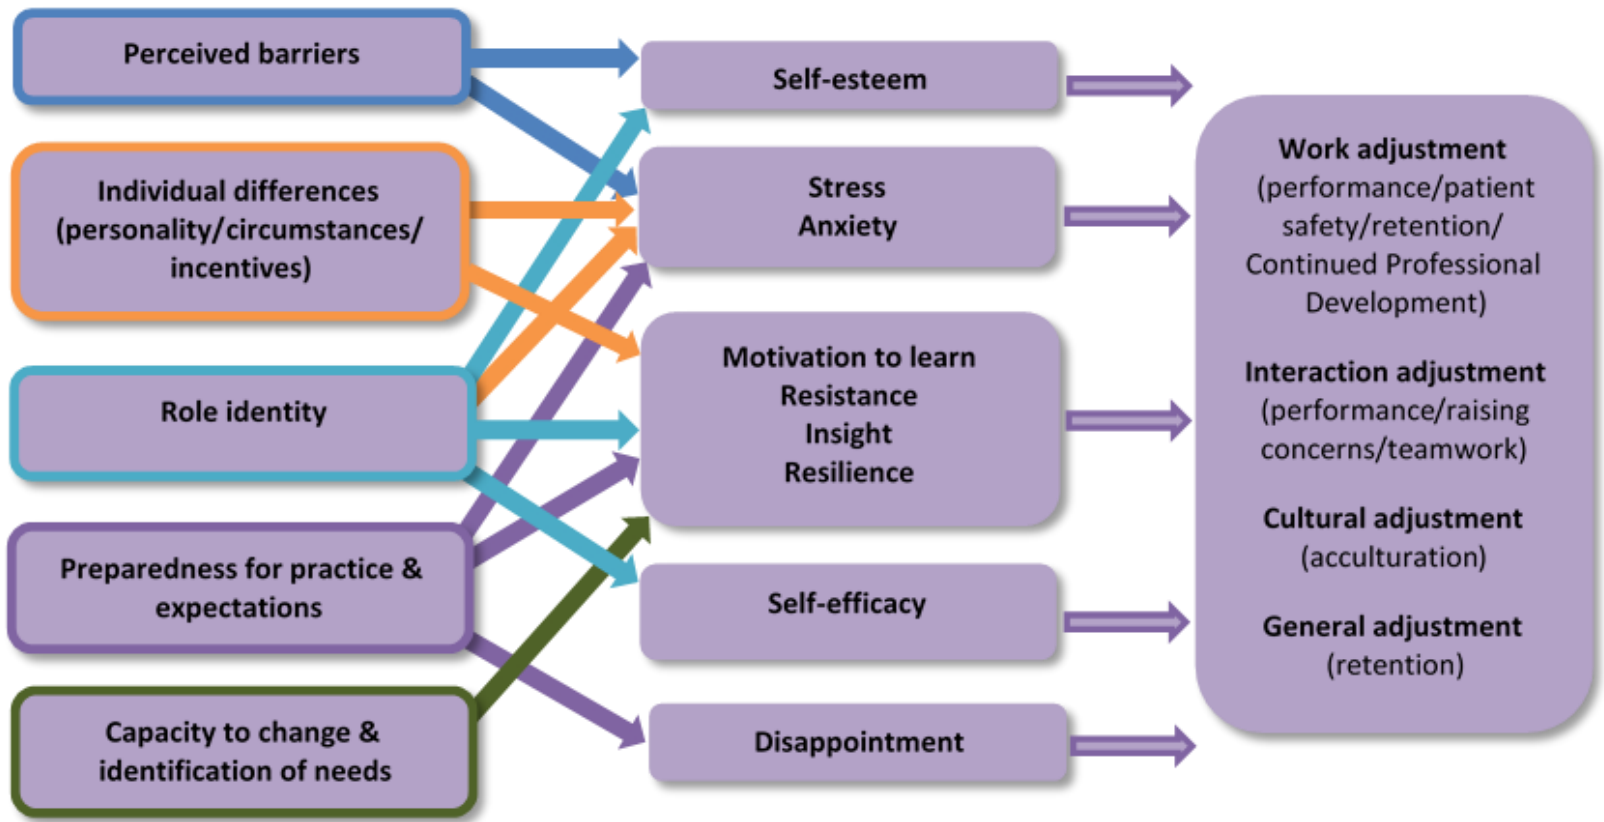 Perceived barriers
Individual differences
(personality/circumstances/
incentives)
Role identity
Preparedness for practice &
expectations
Capacity to change &
identification of needs
Self-esteem
Stress
Anxiety
Motivation to learn
Resistance
Insight
Resilience
Self-efficacy
Disappointment
Work adjustment
(performance/patient
safety/retention/
Continued Professional
Development)
Interaction adjustment
(performance/raising
concerns/teamwork)
Cultural adjustment
(acculturation)
General adjustment
(retention)